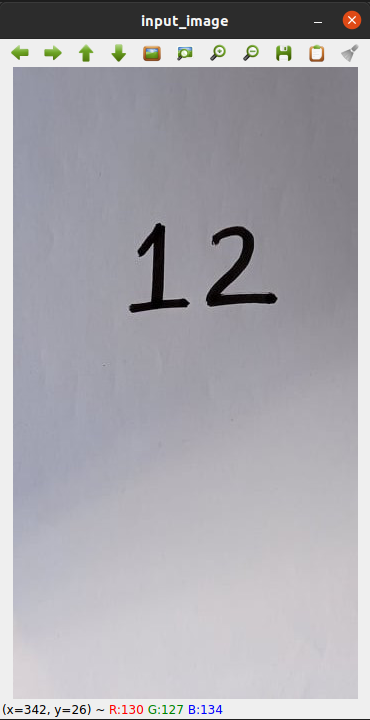 input_image
12
(x=342, y=26) ~ R:130 G:127 B:134